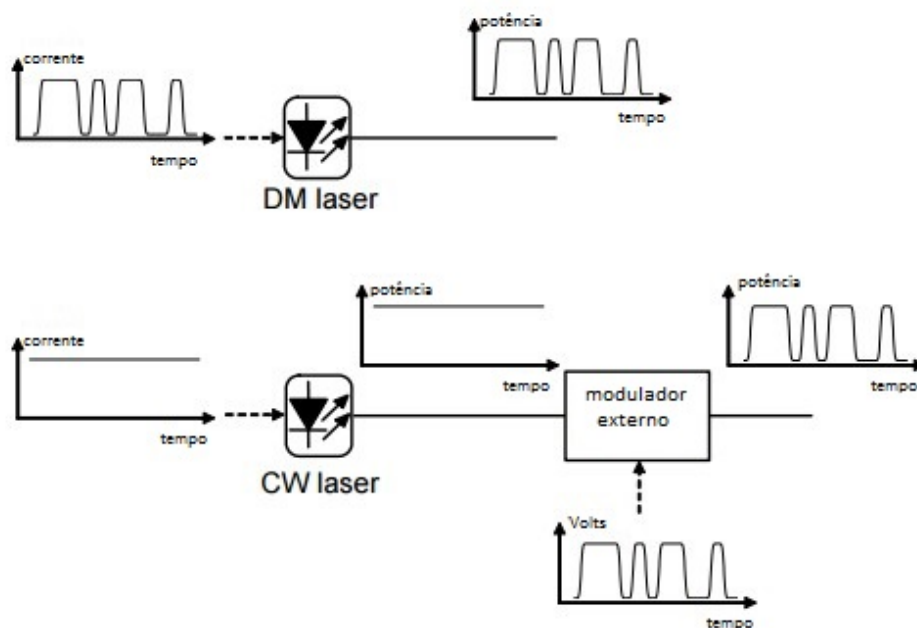 potência
corrente
tempo
tempo
DM laser
potência
potência
corrente
tempo
tempo
tempo
modulador
externo
CW laser
Volts
tempo